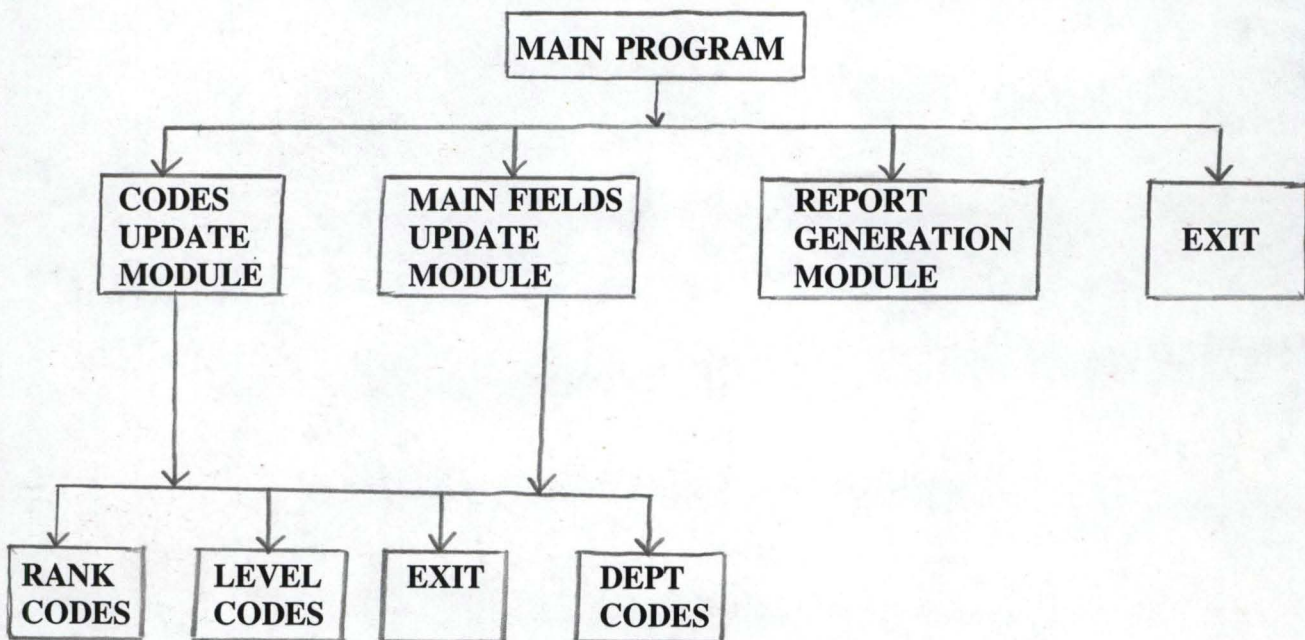 MAIN PROGRAM
CODES
UPDATE
MODULE
MAIN FIELDS
UPDATE
MODULE
REPORT
GENERATION
MODULE
EXIT
RANK
CODES
LEVEL
CODES
EXIT
DEPT
CODES